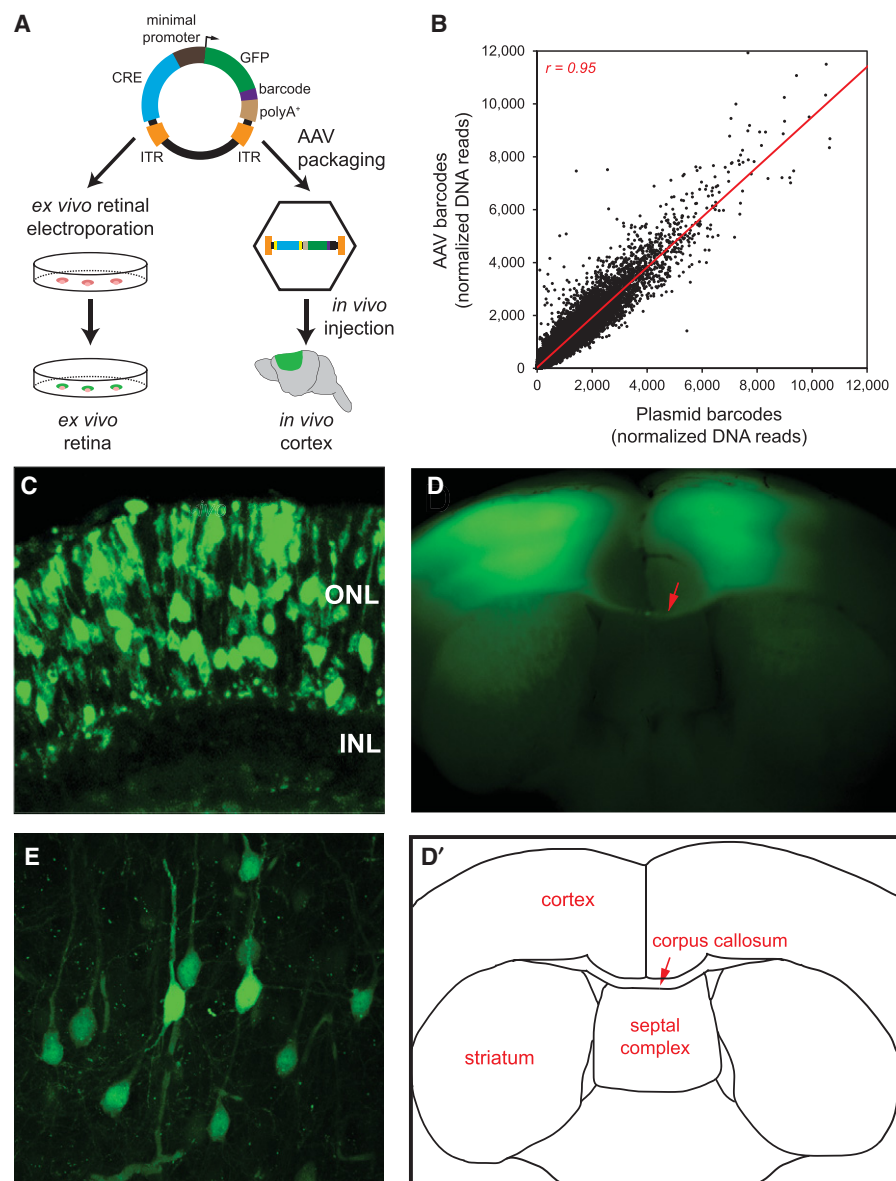 A
minimal
promoter
GFP
CRE
barcode
polyA+
ITR
ITR
AAV
packaging
ex vivo retinal
electroporation
in vivo
injection
ex vivo
retina
in vivo
cortex
B
r = 0.95
12,000
10,000
8,000
6,000
4,000
2,000
0
0
2,000
4,000
6,000
8,000
10,000
12,000
AAV barcodes
(normalized DNA reads)
Plasmid barcodes
(normalized DNA reads)
C
ONL
INL
D
E
D′
cortex
corpus callosum
septal
complex
striatum